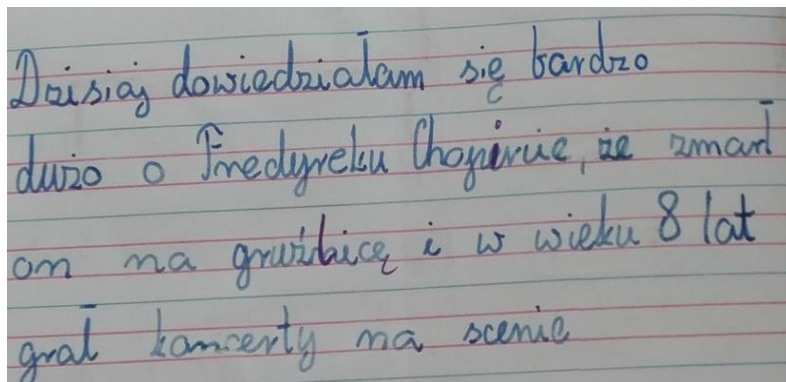 Dzisiaj dowiedziałam się bardzo
dużo o Fredyreku Chopinie, że zmarł
on na gruźlicę i w wieku 8 lat
grał koncerty na scenie